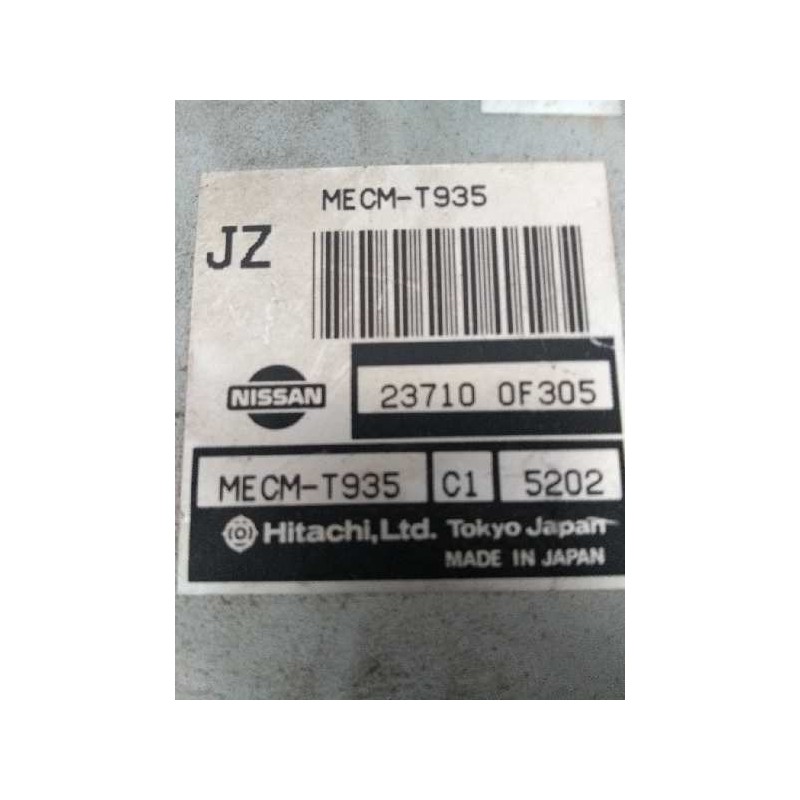 MECM-T935
JZ
NISSAN
23710 0F305
MECM-T935 C1 5202
Hitachi, Ltd. Tokyo Japan
MADE IN JAPAN